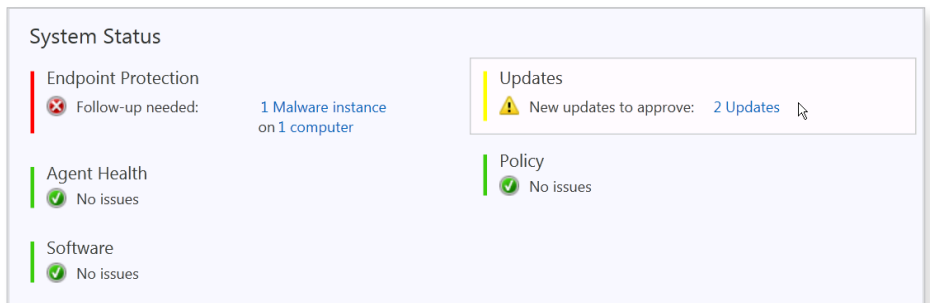 System Status
Endpoint Protection
Follow-up needed: 1 Malware instance
on 1 computer
Agent Health
No issues
Software
No issues
Updates
New updates to approve: 2 Updates
Policy
No issues